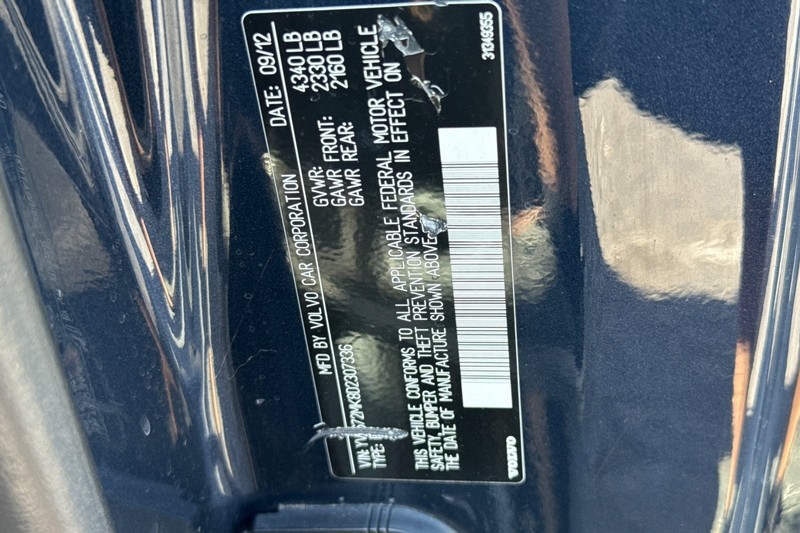 MFD BY VOLVO CAR CORPORATION DATE: 09/12
GVWR: 4340 LB
GAWR FRONT: 2330 LB
GAWR REAR: 2160 LB
VIN:
TYPE:
THIS VEHICLE CONFORMS TO ALL APPLICABLE FEDERAL MOTOR VEHICLE
SAFETY, BUMPER AND THEFT PREVENTION STANDARDS IN EFFECT ON
THE DATE OF MANUFACTURE SHOWN ABOVE
VOLVO
31349355